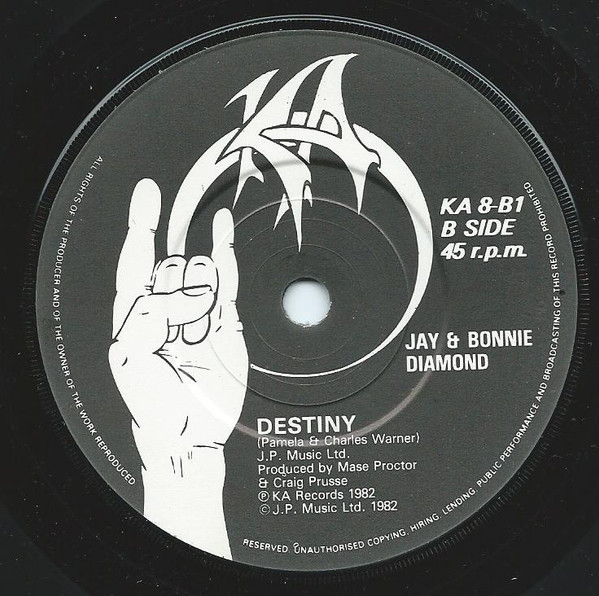 KA
KA 8-B1
B SIDE
45 r.p.m.
JAY & BONNIE
DIAMOND
DESTINY
(Pamela & Charles Warner)
J.P. Music Ltd.
Produced by Mase Proctor
& Craig Prusse
Ⓟ KA Records 1982
© J.P. Music Ltd. 1982
ALL RIGHTS OF THE PRODUCER AND OF THE OWNER OF THE WORK REPRODUCED
RESERVED. UNAUTHORISED COPYING, HIRING, LENDING, PUBLIC PERFORMANCE AND BROADCASTING OF THIS RECORD PROHIBITED